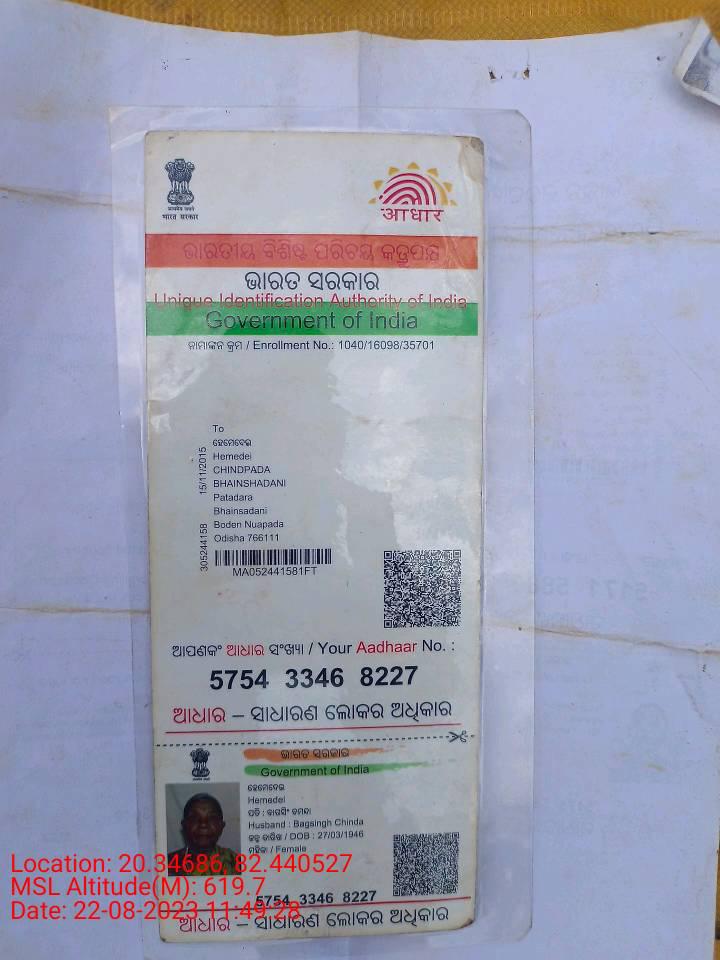 भारत सरकार
आधार
ଭାରତୀୟ ବିଶିଷ୍ଟ ପରିଚୟ
ଭାରତ ସରକାର
Unique Identification Authority of India
Government of India
ନାମାଙ୍କନ କ୍ରମ / Enrollment No.: 1040/16098/35701
To
ହେମେଦେଇ
Hemedei
CHINDPADA
BHAINSHADANI
Patadara
Bhainsadani
Boden Nuapada
Odisha 766111
305244158 15/11/2015
MA052441581FT
ଆପଣଙ୍କ ଆଧାର ସଂଖ୍ୟା / Your Aadhaar No. :
5754 3346 8227
ଆଧାର – ସାଧାରଣ ଲୋକର ଅଧିକାର
ଭାରତ ସରକାର
Government of India
ହେମେଦେଇ
Hemedei
ପତି :
Husband : Bagsingh Chinda
ଜନ୍ମ ତାରିଖ / DOB : 27/03/1946
ମହିଳା / Female
5754 3346 8227
ଆଧାର – ସାଧାରଣ ଲୋକର ଅଧିକାର
Location: 20.34686, 82.440527
MSL Altitude(M): 619.7
Date: 22-08-2023 11:49:28